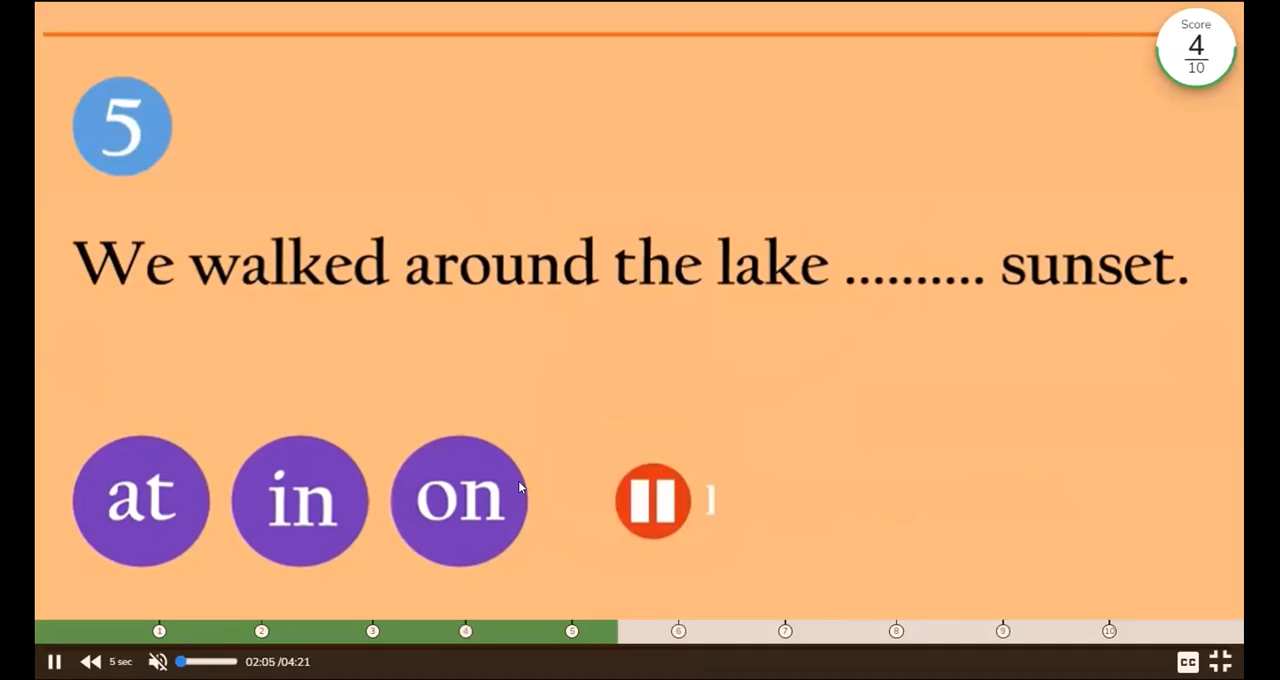 Score
4
10
5
We walked around the lake .......... sunset.
at in on
1 2 3 4 5 6 7 8 9 10
5 sec 02:05 /04:21 CC